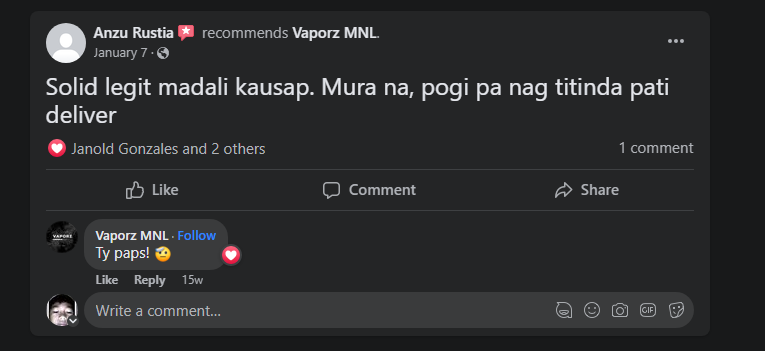 Anzu Rustia recommends Vaporz MNL.
January 7 ·
Solid legit madali kausap. Mura na, pogi pa nag titinda pati
deliver
Janold Gonzales and 2 others 1 comment
Like Comment Share
VAPORZ
Vaporz MNL · Follow
Ty paps!
Like Reply 15w
Write a comment...
GIF